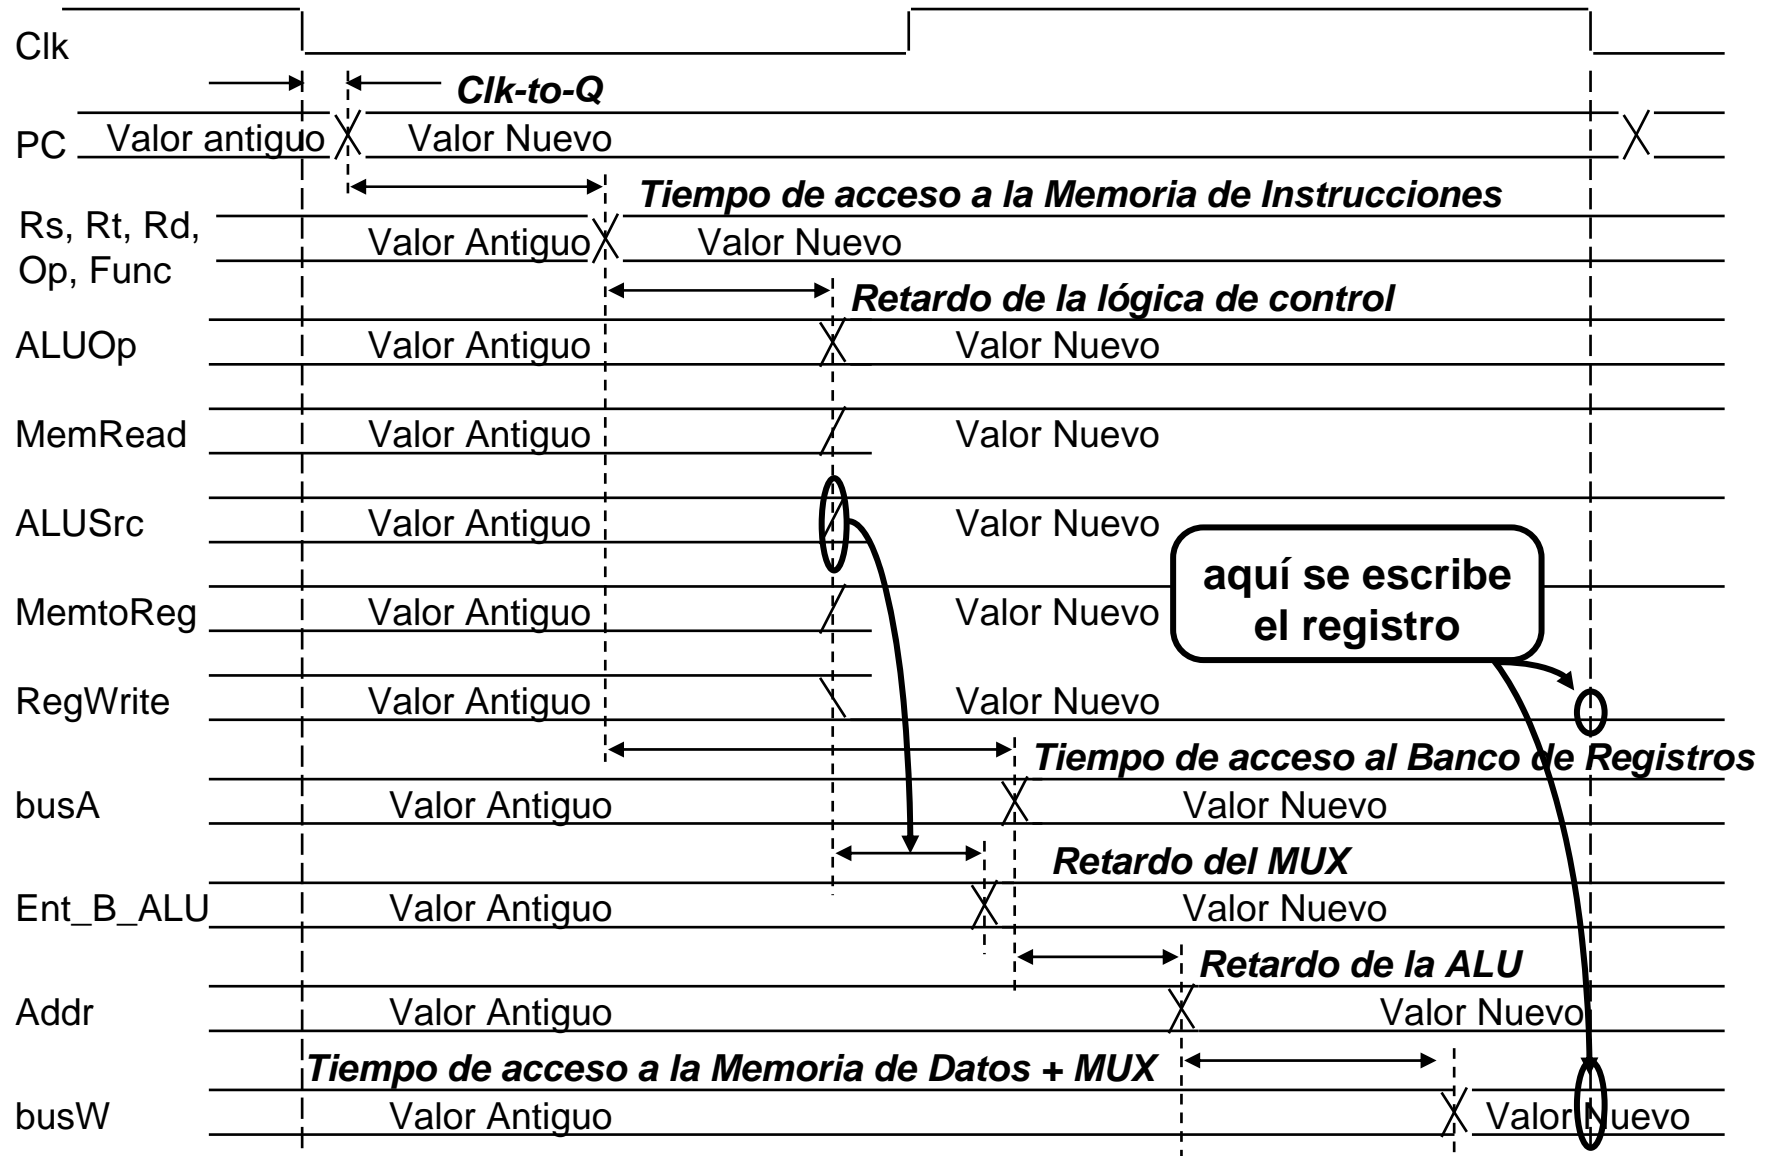 Clk
Clk-to-Q
PC Valor antiguo Valor Nuevo
Tiempo de acceso a la Memoria de Instrucciones
Rs, Rt, Rd,
Op, Func
Valor Antiguo Valor Nuevo
Retardo de la lógica de control
ALUOp Valor Antiguo Valor Nuevo
MemRead Valor Antiguo Valor Nuevo
ALUSrc Valor Antiguo Valor Nuevo
aquí se escribe
el registro
MemtoReg Valor Antiguo Valor Nuevo
RegWrite Valor Antiguo Valor Nuevo
Tiempo de acceso al Banco de Registros
busA Valor Antiguo Valor Nuevo
Retardo del MUX
Ent_B_ALU Valor Antiguo Valor Nuevo
Retardo de la ALU
Addr Valor Antiguo Valor Nuevo
Tiempo de acceso a la Memoria de Datos + MUX
busW Valor Antiguo Valor Nuevo